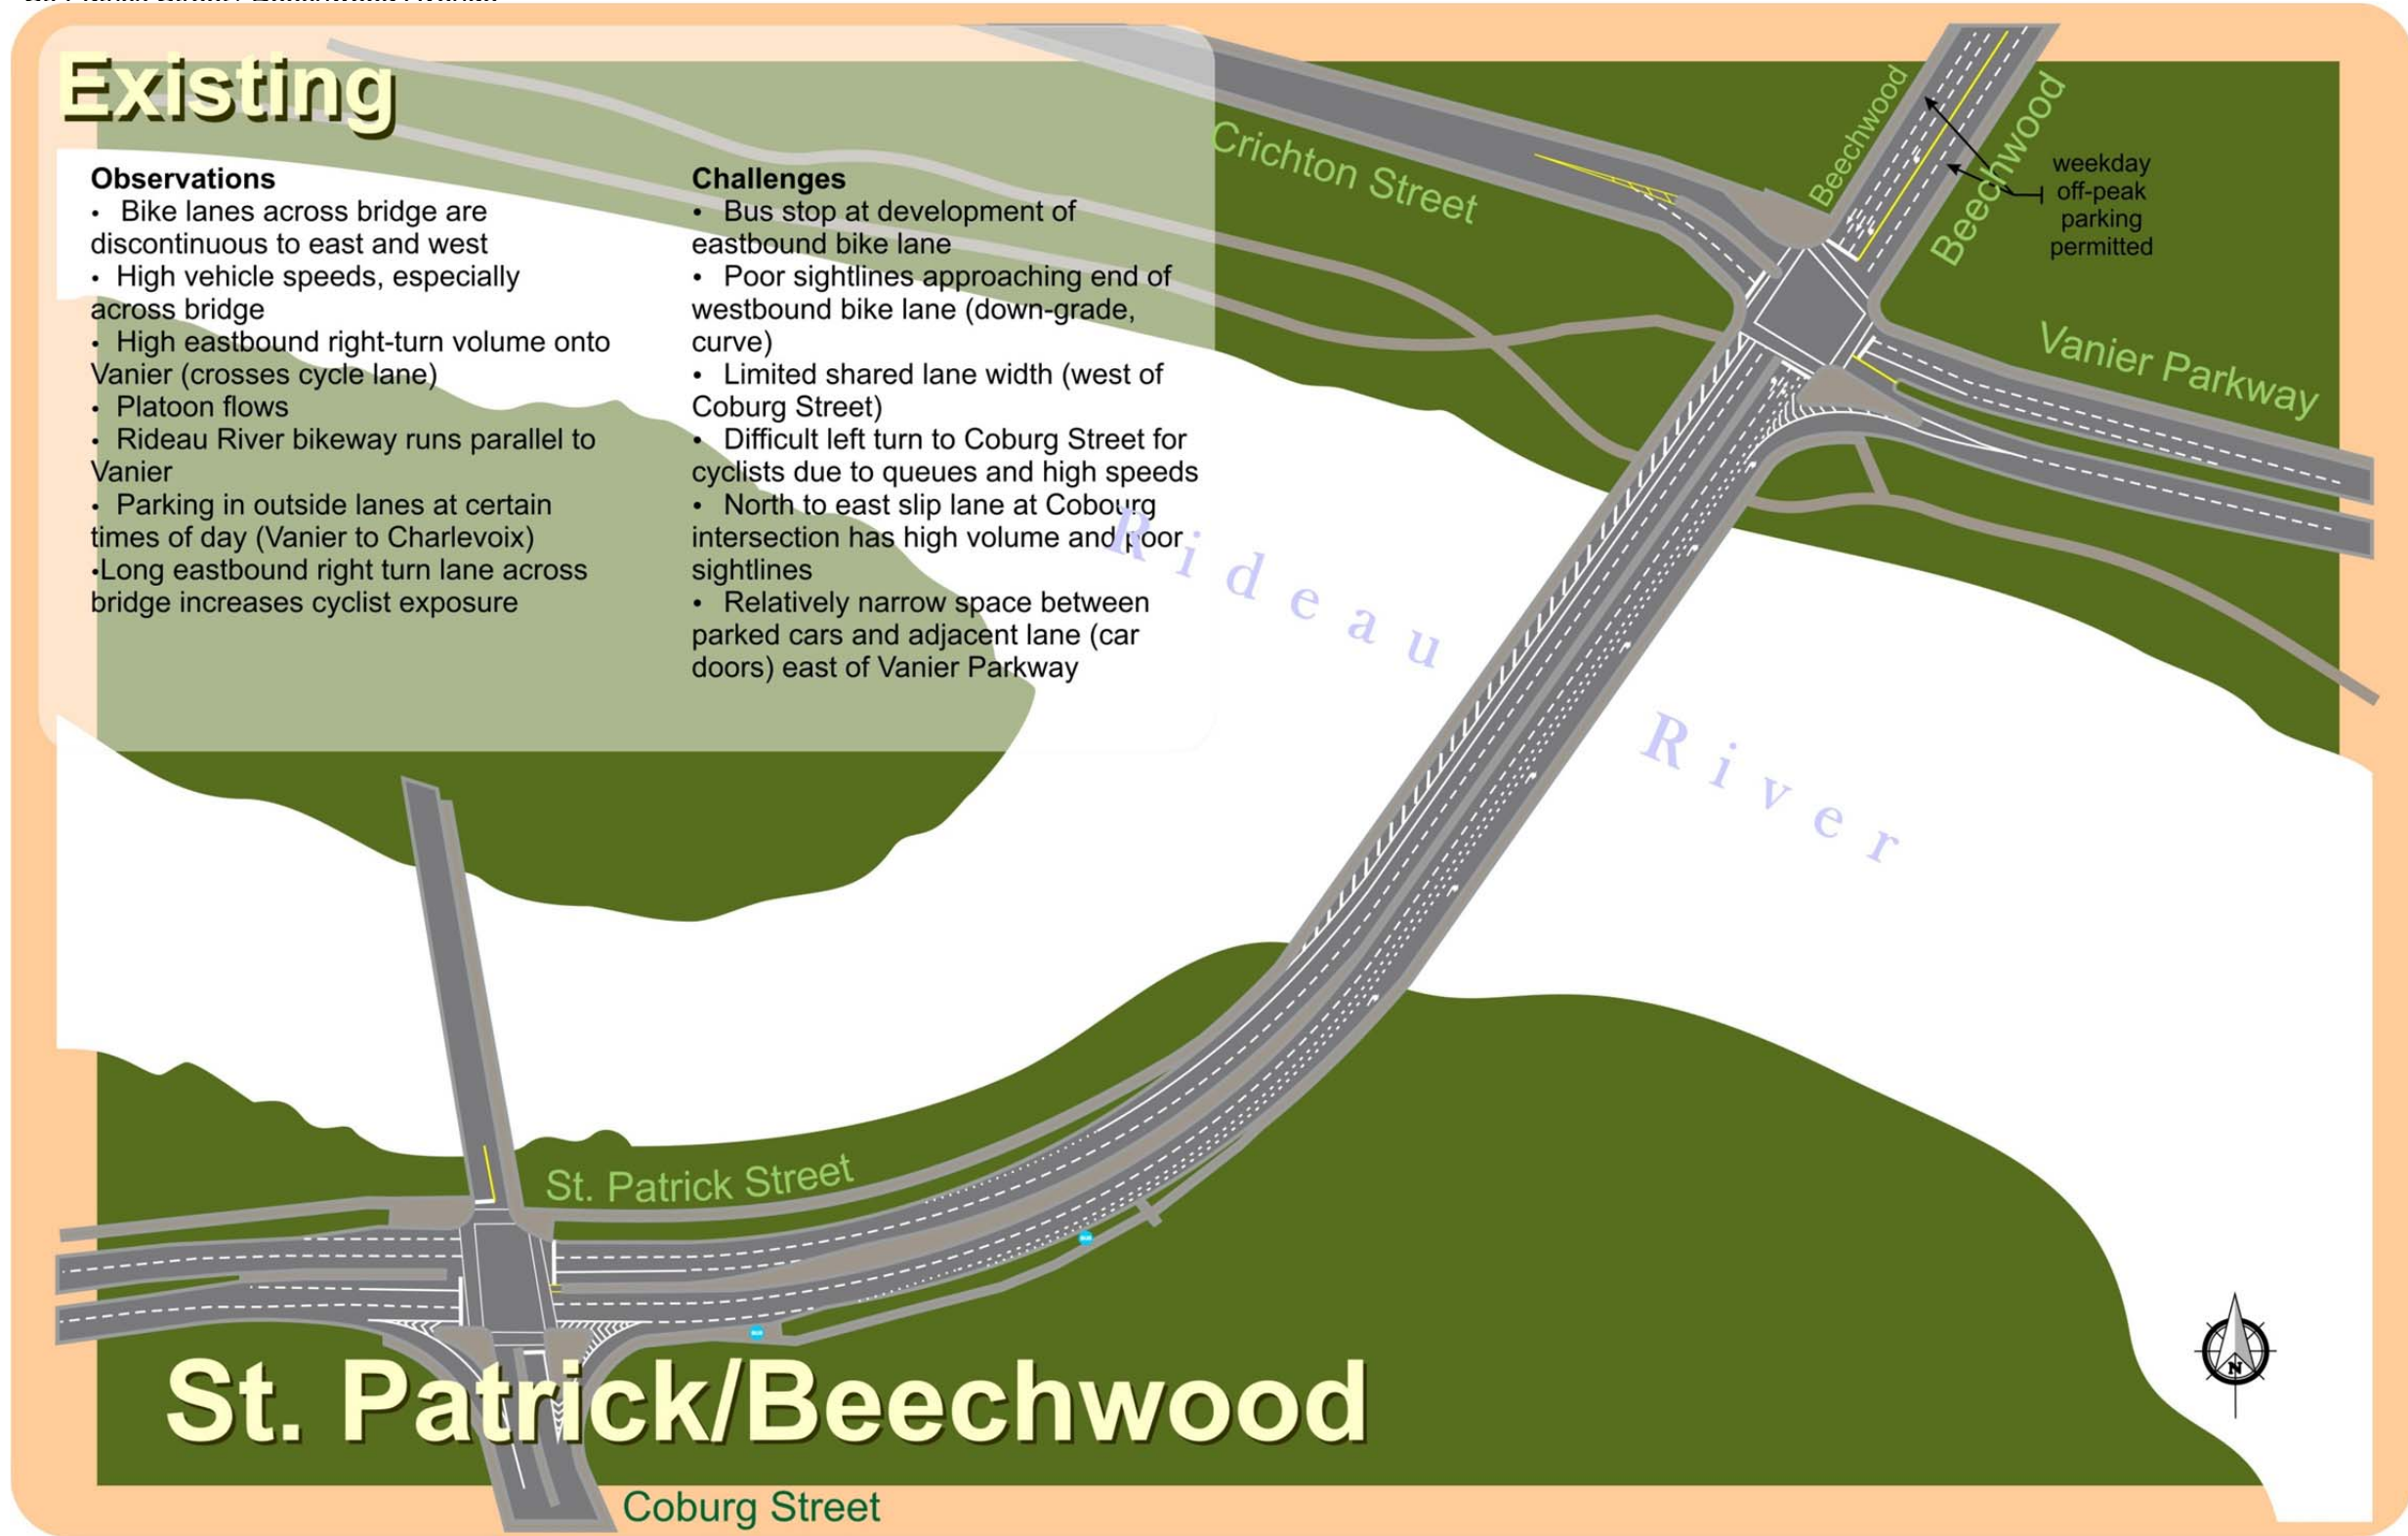 Existing
Observations
• Bike lanes across bridge are
discontinuous to east and west
• High vehicle speeds, especially
across bridge
• High eastbound right-turn volume onto
Vanier (crosses cycle lane)
• Platoon flows
• Rideau River bikeway runs parallel to
Vanier
• Parking in outside lanes at certain
times of day (Vanier to Charlevoix)
•Long eastbound right turn lane across
bridge increases cyclist exposure
Challenges
• Bus stop at development of
eastbound bike lane
• Poor sightlines approaching end of
westbound bike lane (down-grade,
curve)
• Limited shared lane width (west of
Coburg Street)
• Difficult left turn to Coburg Street for
cyclists due to queues and high speeds
• North to east slip lane at Cobourg
intersection has high volume and poor
sightlines
• Relatively narrow space between
parked cars and adjacent lane (car
doors) east of Vanier Parkway
Crichton Street
Beechwood
Beechwood
weekday
off-peak
parking
permitted
Vanier Parkway
Rideau
River
St. Patrick Street
BUS
BUS
St. Patrick/Beechwood
N
Coburg Street